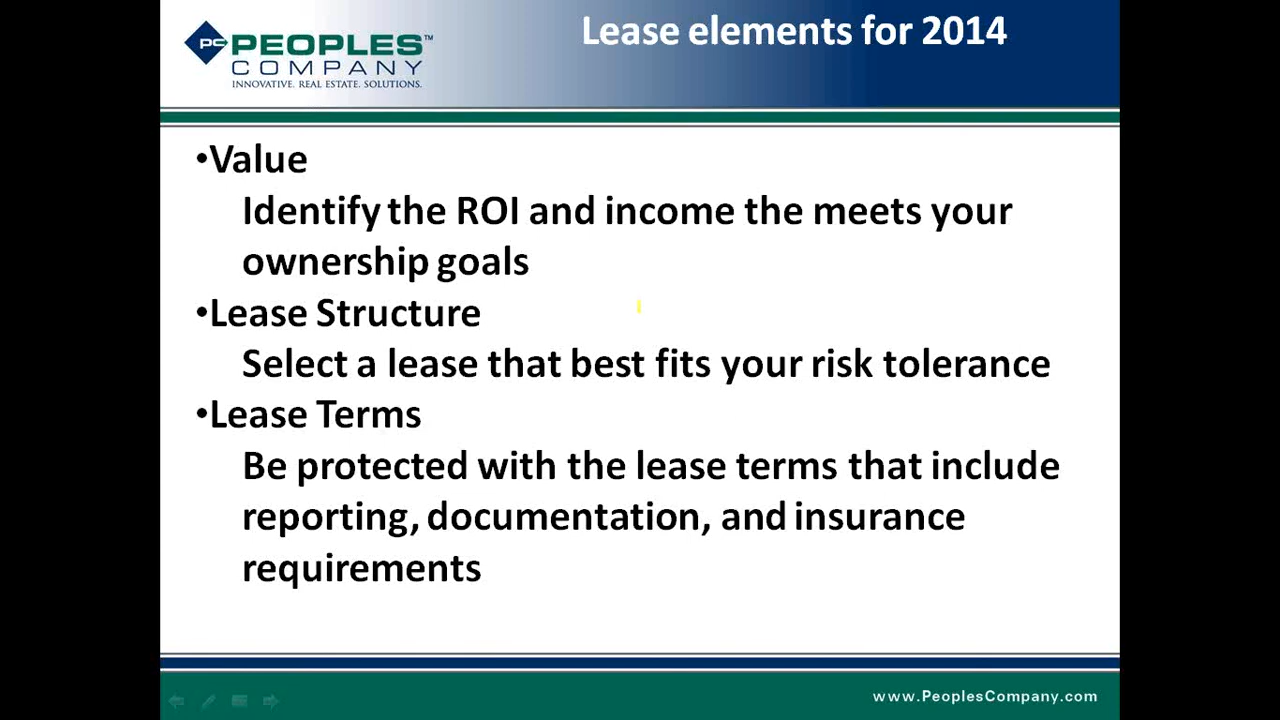 Lease elements for 2014
PC PEOPLES™
COMPANY
INNOVATIVE. REAL ESTATE. SOLUTIONS.
•Value
Identify the ROI and income the meets your
ownership goals
•Lease Structure
Select a lease that best fits your risk tolerance
•Lease Terms
Be protected with the lease terms that include
reporting, documentation, and insurance
requirements
www.PeoplesCompany.com